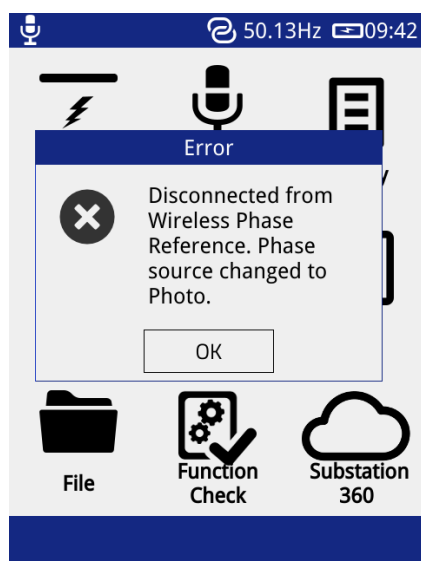 50.13Hz 09:42
Error
Disconnected from
Wireless Phase
Reference. Phase
source changed to
Photo.
OK
File
Function
Check
Substation
360